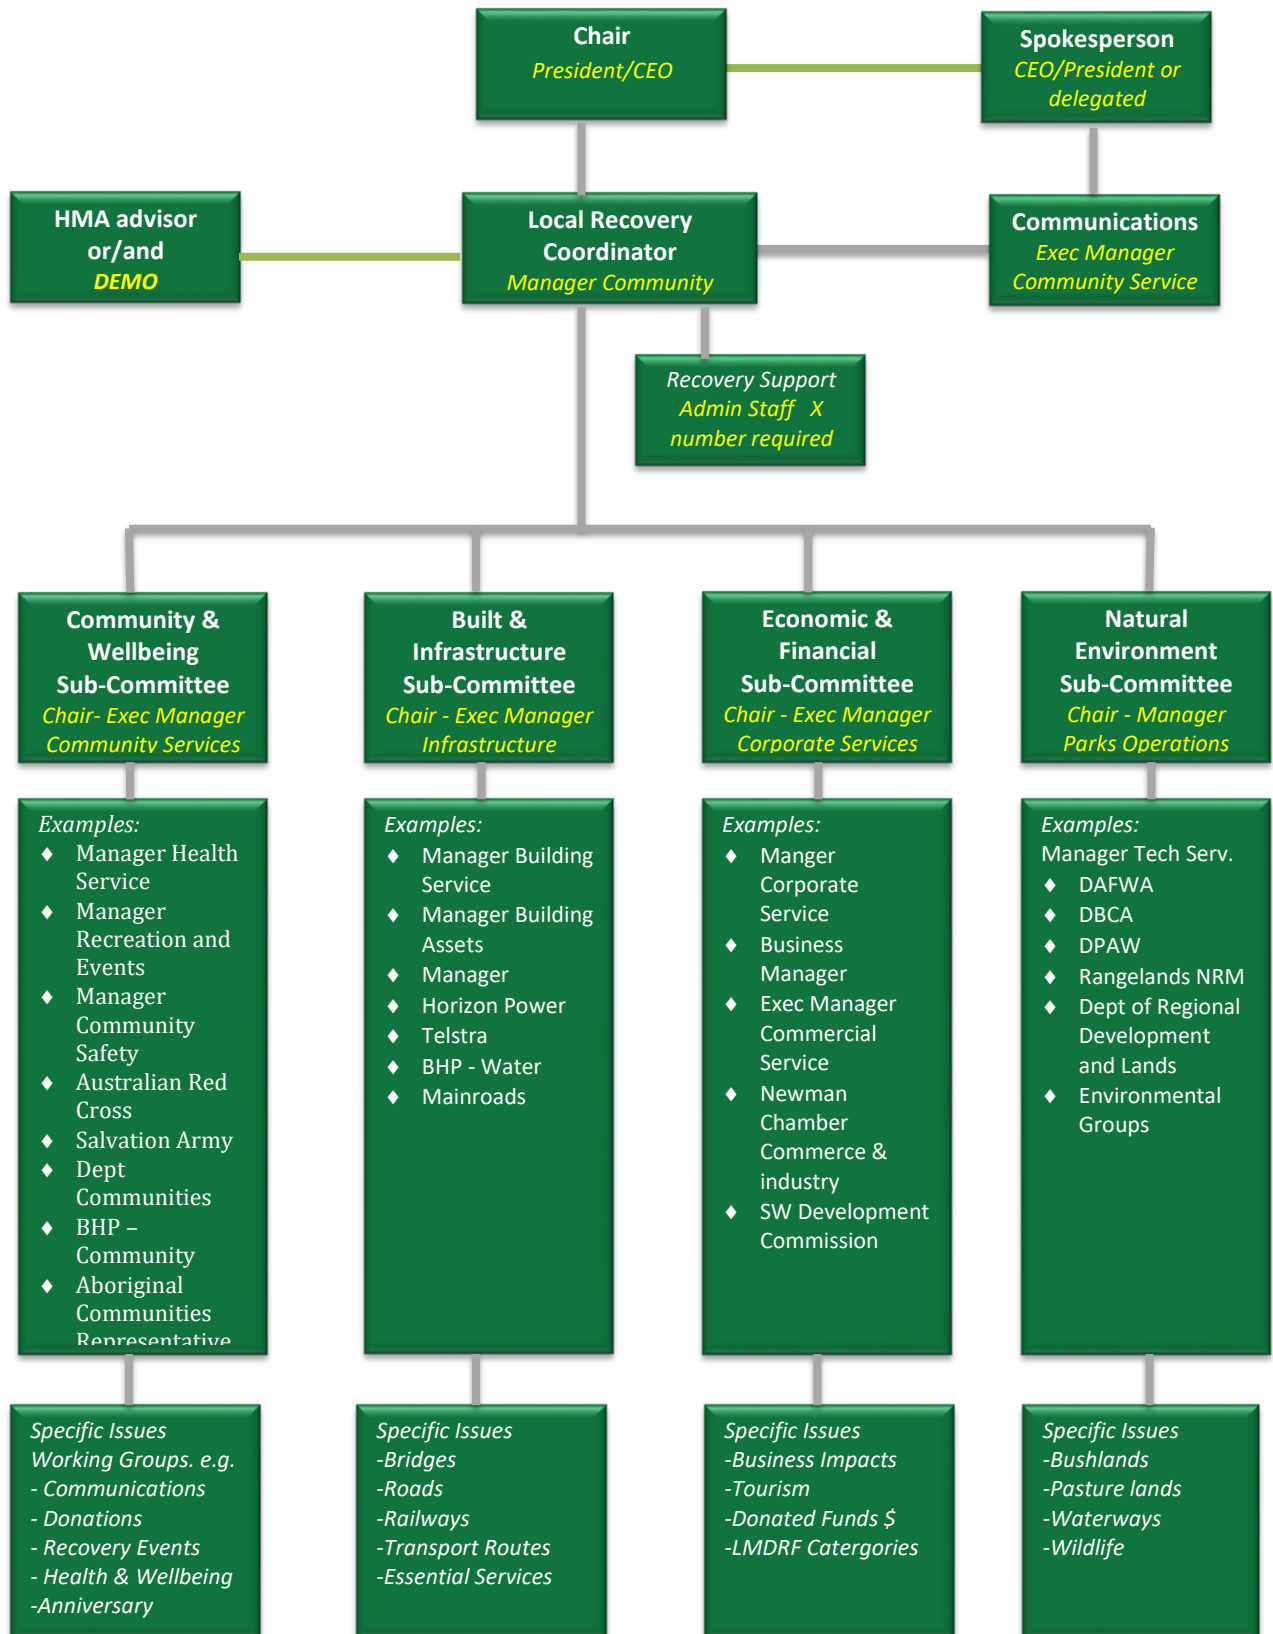 Chair
President/CEO
Spokesperson
CEO/President or
delegated
HMA advisor
or/and
DEMO
Local Recovery
Coordinator
Manager Community
Communications
Exec Manager
Community Service
Recovery Support
Admin Staff X
number required
Community &
Wellbeing
Sub-Committee
Chair- Exec Manager
Community Services
Built &
Infrastructure
Sub-Committee
Chair - Exec Manager
Infrastructure
Economic &
Financial
Sub-Committee
Chair - Exec Manager
Corporate Services
Natural
Environment
Sub-Committee
Chair - Manager
Parks Operations
Examples:
♦ Manager Health
Service
♦ Manager
Recreation and
Events
♦ Manager
Community
Safety
♦ Australian Red
Cross
♦ Salvation Army
♦ Dept
Communities
♦ BHP –
Community
♦ Aboriginal
Communities
Representative
Examples:
♦ Manager Building
Service
♦ Manager Building
Assets
♦ Manager
♦ Horizon Power
♦ Telstra
♦ BHP - Water
♦ Mainroads
Examples:
♦ Manger
Corporate
Service
♦ Business
Manager
♦ Exec Manager
Commercial
Service
♦ Newman
Chamber
Commerce &
industry
♦ SW Development
Commission
Examples:
Manager Tech Serv.
♦ DAFWA
♦ DBCA
♦ DPAW
♦ Rangelands NRM
♦ Dept of Regional
Development
and Lands
♦ Environmental
Groups
Specific Issues
Working Groups. e.g.
- Communications
- Donations
- Recovery Events
- Health & Wellbeing
-Anniversary
Specific Issues
-Bridges
-Roads
-Railways
-Transport Routes
-Essential Services
Specific Issues
-Business Impacts
-Tourism
-Donated Funds $
-LMDRF Catergories
Specific Issues
-Bushlands
-Pasture lands
-Waterways
-Wildlife